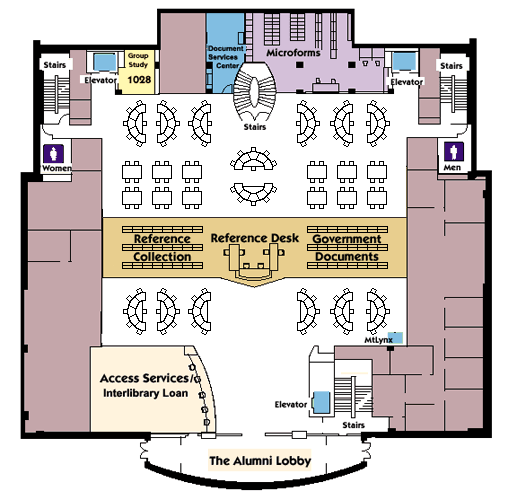 Stairs
Elevator
Group
Study
1028
Document
Services
Center
Microforms
Stairs
Elevator
Stairs
Women
Men
Reference
Collection
Reference Desk
Government
Documents
MtLynx
Access Services/
Interlibrary Loan
Elevator
Stairs
The Alumni Lobby